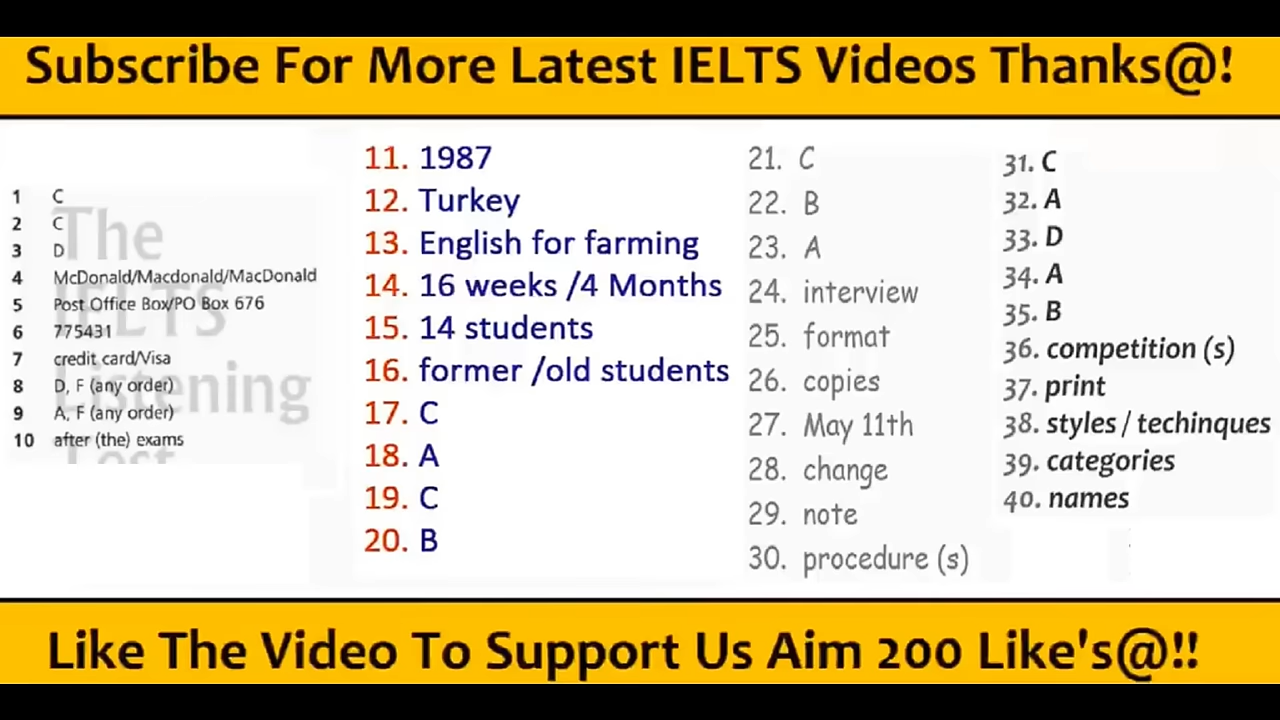 Subscribe For More Latest IELTS Videos Thanks@!
1 C
2 C
3 D
4 McDonald/Macdonald/MacDonald
5 Post Office Box/PO Box 676
6 775431
7 credit card/Visa
8 D, F (any order)
9 A, F (any order)
10 after (the) exams
The
IELTS
Listening
Test
11. 1987
12. Turkey
13. English for farming
14. 16 weeks /4 Months
15. 14 students
16. former /old students
17. C
18. A
19. C
20. B
21. C
22. B
23. A
24. interview
25. format
26. copies
27. May 11th
28. change
29. note
30. procedure (s)
31. C
32. A
33. D
34. A
35. B
36. competition (s)
37. print
38. styles / techinques
39. categories
40. names
Like The Video To Support Us Aim 200 Like's@!!